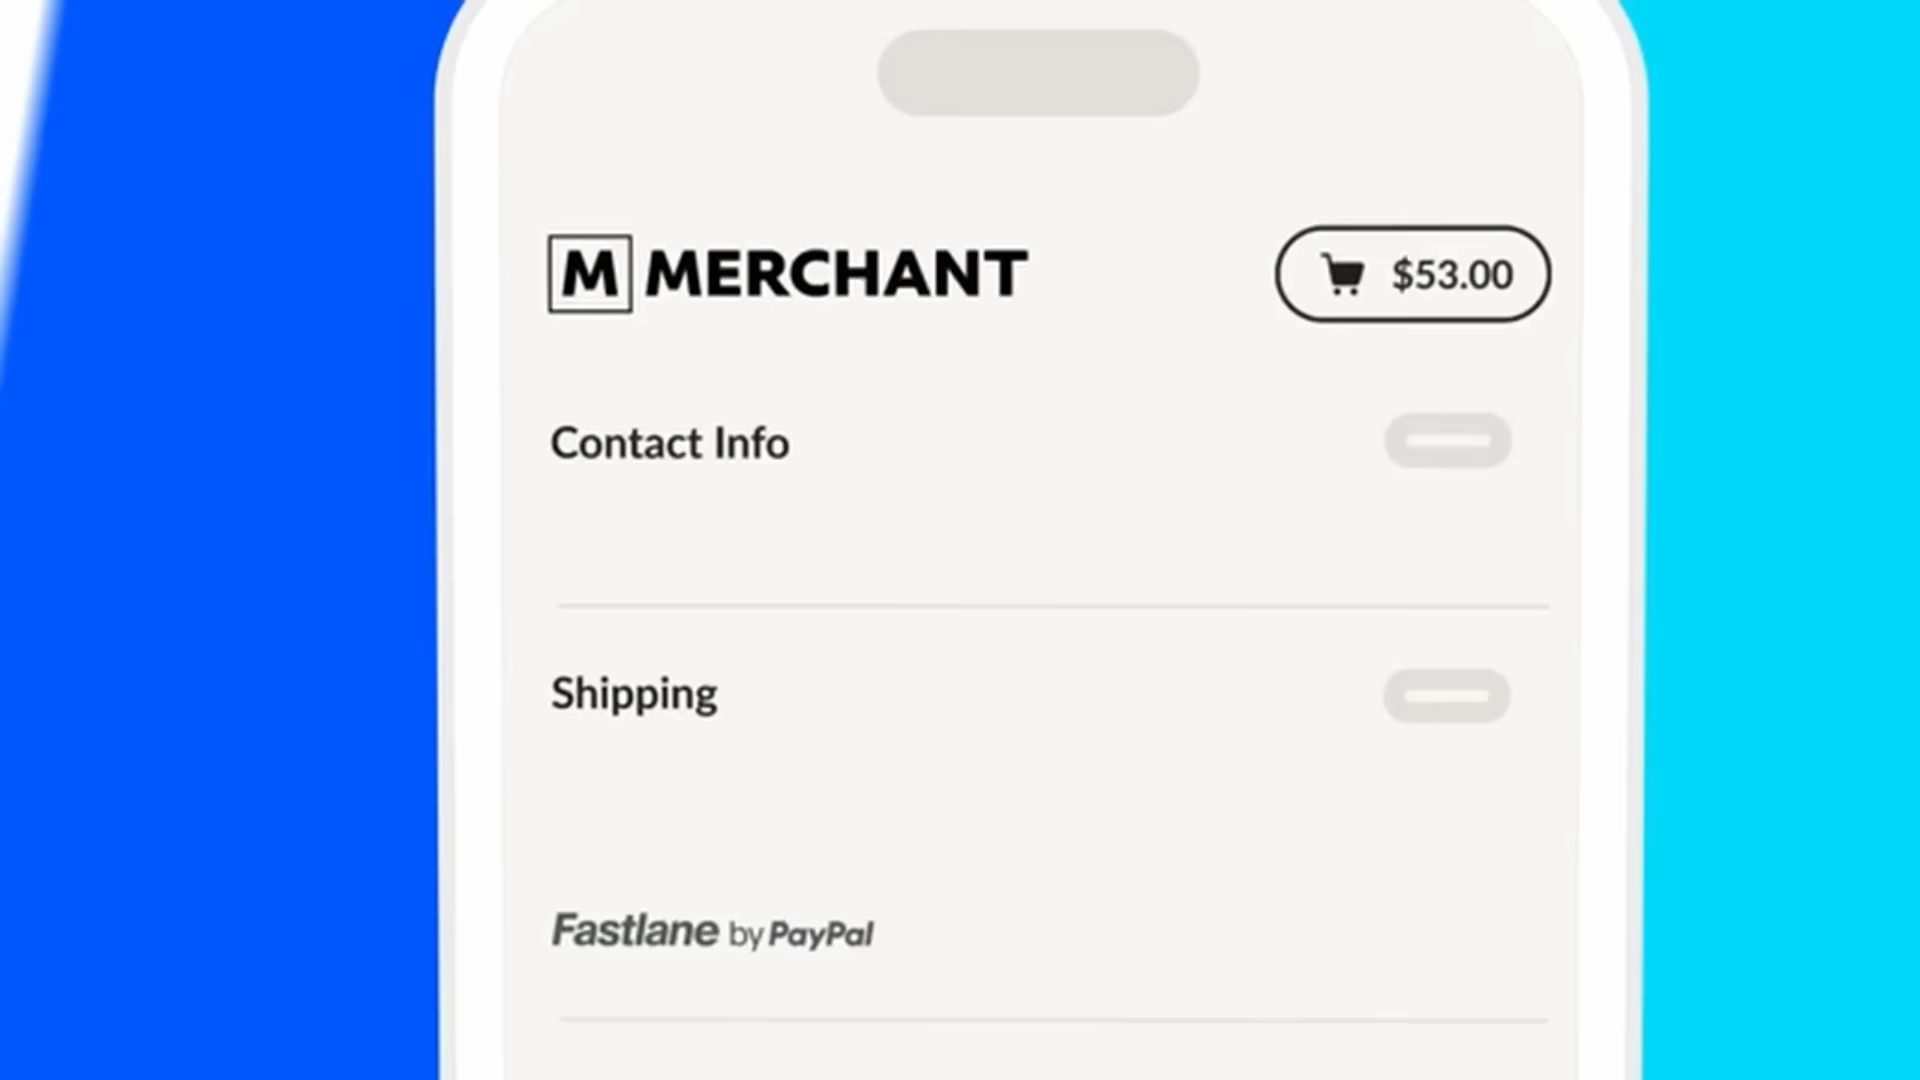 M MERCHANT
$53.00
Contact Info
Shipping
Fastlane by PayPal